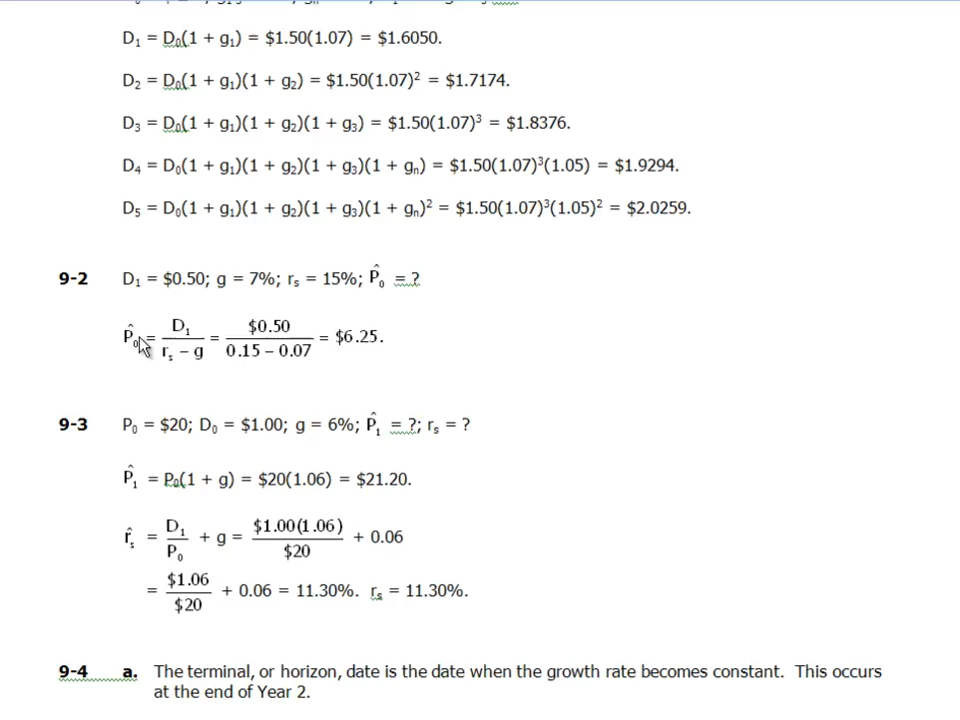 D₁ = D₀(1 + g₁) = $1.50(1.07) = $1.6050.
D₂ = D₀(1 + g₁)(1 + g₂) = $1.50(1.07)² = $1.7174.
D₃ = D₀(1 + g₁)(1 + g₂)(1 + g₃) = $1.50(1.07)³ = $1.8376.
D₄ = D₀(1 + g₁)(1 + g₂)(1 + g₃)(1 + gₙ) = $1.50(1.07)³(1.05) = $1.9294.
D₅ = D₀(1 + g₁)(1 + g₂)(1 + g₃)(1 + gₙ)² = $1.50(1.07)³(1.05)² = $2.0259.
9-2 D₁ = $0.50; g = 7%; rₛ = 15%; P̂₀ = ?
P̂₀ = D₁ / (rₛ − g) = $0.50 / (0.15 − 0.07) = $6.25.
9-3 P₀ = $20; D₀ = $1.00; g = 6%; P̂₁ = ?; rₛ = ?
P̂₁ = P₀(1 + g) = $20(1.06) = $21.20.
r̂ₛ = D₁ / P₀ + g = $1.00(1.06) / $20 + 0.06
= $1.06 / $20 + 0.06 = 11.30%. rₛ = 11.30%.
9-4 a. The terminal, or horizon, date is the date when the growth rate becomes constant. This occurs
at the end of Year 2.